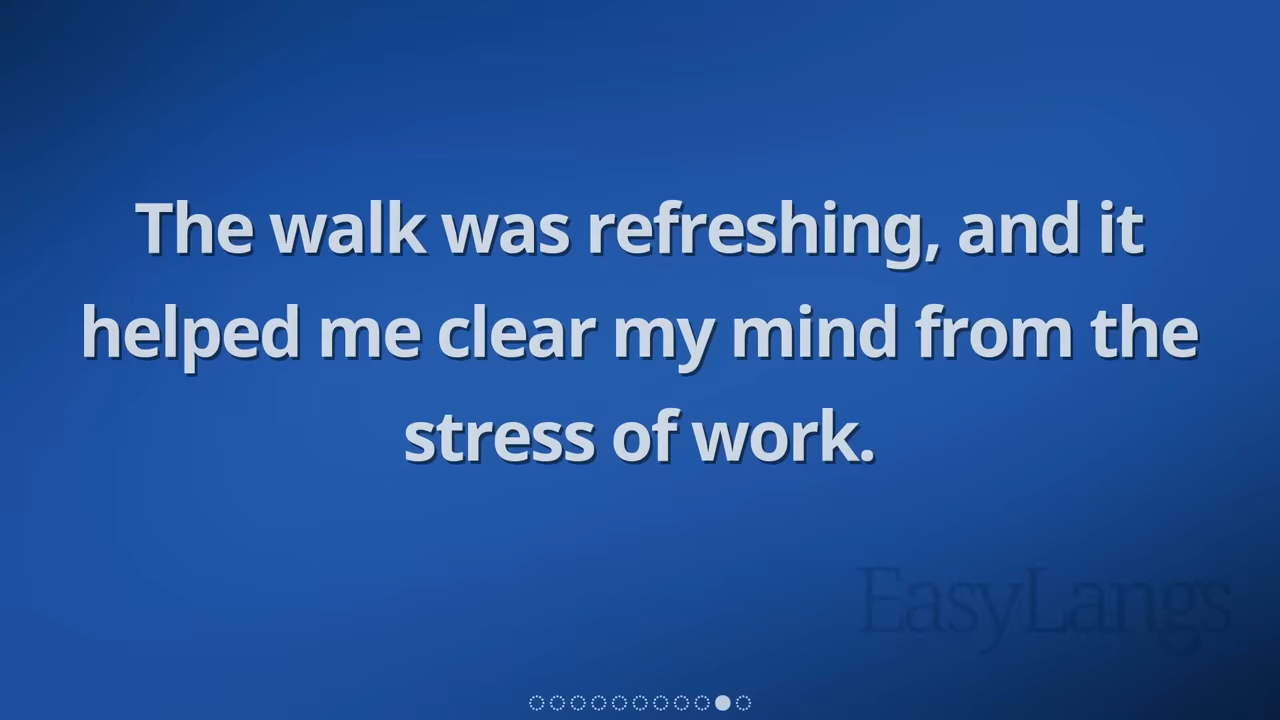 The walk was refreshing, and it
helped me clear my mind from the
stress of work.
EasyLangs